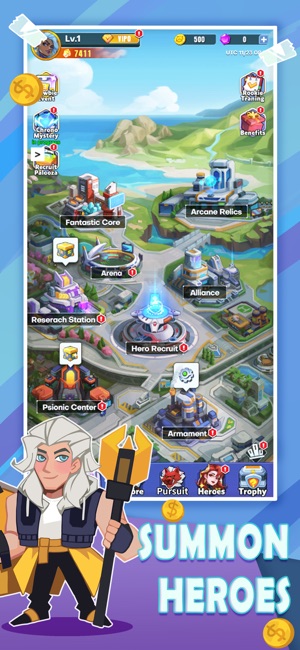 Lv.1
VIP0
500
0
7411
Rookie
Traning
Chrono
Mystery
Benefits
Recruit
Palooza
Fantastic Core
Arcane Relics
Arena
Alliance
Reserach Station
Hero Recruit
Psionic Center
Armament
Pursuit
Heroes
Trophy
SUMMON
HEROES